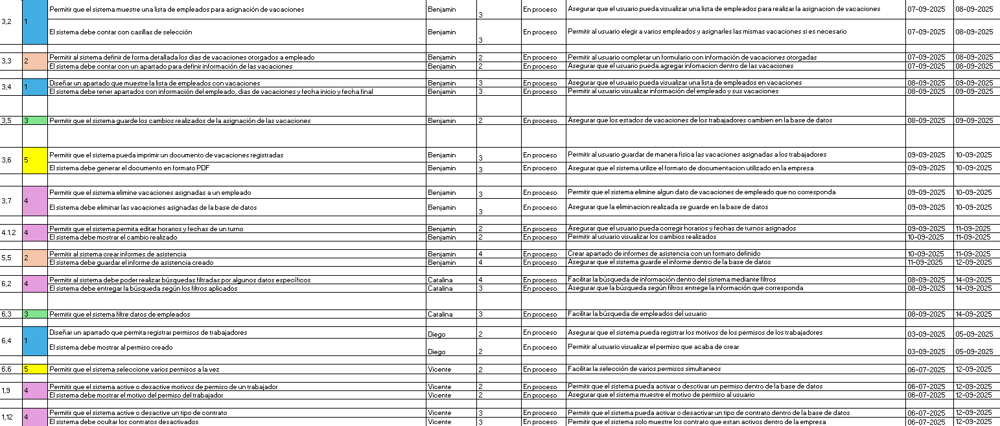 3,2 1 Permitir que el sistema muestre una lista de empleados para asignación de vacaciones Benjamin 3 En proceso Asegurar que el usuario pueda visualizar una lista de empleados para realizar la asignacion de vacaciones 07-09-2025 08-09-2025
El sistema debe contar con casillas de selección Benjamin 3 En proceso Permitir al usuario elegir a varios empleados y asignarles las mismas vacaciones si es necesario 07-09-2025 08-09-2025
3,3 2 Permitir al sistema definir de forma detallada los dias de vacaciones otorgados a empleado Benjamin 2 En proceso Permitir al usuario completar un formulario con información de vacaciones otorgadas 07-09-2025 08-09-2025
El sistema debe contar con un apartado para definir información de las vacaciones Benjamin 2 En proceso Asegurar que el usuario pueda agregar infomacion dentro de las vacaciones 07-09-2025 08-09-2025
3,4 1 Diseñar un apartado que muestre la lista de empleados con vacaciones Benjamin 3 En proceso Asegurar que el usuario pueda visualizar una lista de empleados en vacaciones 08-09-2025 09-09-2025
El sistema debe tener apartados con información del empleado, dias de vacaciones y fecha inicio y fecha final Benjamin 3 En proceso Permitir al usuario visualizar información del empleado y sus vacaciones 08-09-2025 09-09-2025
3,5 3 Permitir que el sistema guarde los cambios realizados de la asignación de las vacaciones Benjamin 2 En proceso Asegurar que los estados de vacaciones de los trabajadores cambien en la base de datos 08-09-2025 09-09-2025
3,6 5 Permitir que el sistema pueda imprimir un documento de vacaciones registradas Benjamin 3 En proceso Permitir al usuario guardar de manera fisica las vacaciones asignadas a los trabajadores 09-09-2025 10-09-2025
El sistema debe generar el documento en formato PDF Benjamin 3 En proceso Asegurar que el sistema utilize el formato de documentacion utilizado en la empresa 09-09-2025 10-09-2025
3,7 4 Permitir que el sistema elimine vacaciones asignadas a un empleado Benjamin 3 En proceso Permitir que el sistema elimine algun dato de vacaciones de empleado que no corresponda 09-09-2025 10-09-2025
El sistema debe eliminar las vacaciones asignadas de la base de datos Benjamin 3 En proceso Asegurar que la eliminacion realizada se guarde en la base de datos 09-09-2025 10-09-2025
4.1.2 4 Permitir que el sistema permita editar horarios y fechas de un turno Benjamin 2 En proceso Asegurar que el usuario pueda corregir horarios y fechas de turnos asignados 09-09-2025 11-09-2025
El sistema debe mostrar el cambio realizado Benjamin 2 En proceso Permitir al usuario visualizar los cambios realizados 10-09-2025 11-09-2025
5,5 2 Permitir al sistema crear informes de asistencia Benjamin 4 En proceso Crear apartado de informes de asistencia con un formato definido 10-09-2025 11-09-2025
El sistema debe guardar el informe de asistencia creado Benjamin 4 En proceso Asegurar que el sistema guarde el informe dentro de la base de datos 11-09-2025 12-09-2025
6,2 4 Permitir al sistema debe poder realizar búsquedas filtradas por algunos datos específicos Catalina 4 En proceso Facilitar la búsqueda de información dentro del sistema mediante filtros 08-09-2025 14-09-2025
El sistema debe entregar la búsqueda según los filtros aplicados Catalina 3 En proceso Asegurar que la búsqueda según filtros entrege la información que corresponda 08-09-2025 14-09-2025
6,3 3 Permitir que el sistema filtre datos de empleados Catalina 3 En proceso Facilitar la búsqueda de empleados del usuario 08-09-2025 14-09-2025
6,4 1 Diseñar un apartado que permita registrar permisos de trabajadores Diego 2 En proceso Asegurar que el sistema pueda registrar los motivos de los permisos de los trabajadores 03-09-2025 05-09-2025
El sistema debe mostrar al permiso creado Diego 2 En proceso Permitir al usuario visualizar el permiso que acaba de crear 03-09-2025 05-09-2025
6,6 5 Permitir que el sistema seleccione varios permisos a la vez Vicente 2 En proceso Facilitar la selección de varios permisos simultaneos 06-07-2025 12-09-2025
1,9 4 Permitir que el sistema active o desactive motivos de permiso de un trabajador Vicente 2 En proceso Permitir que el sistema pueda activar o desctivar un permiso dentro de la base de datos 06-07-2025 12-09-2025
El sistema debe mostrar el motivo del permiso del trabajador Vicente 2 En proceso Asegurar que el sistema muestre el motivo de permiso al usuario 06-07-2025 12-09-2025
1,12 4 Permitir que el sistema active o desactive un tipo de contrato Vicente 3 En proceso Permitir que el sistema pueda activar o desactivar un tipo de contrato dentro de la base de datos 06-07-2025 12-09-2025
El sistema debe ocultar los contratos desactivados Vicente 3 En proceso Permitir que el sistema solo muestre los contrato que estan activos dentro de la empresa 06-07-2025 12-09-2025